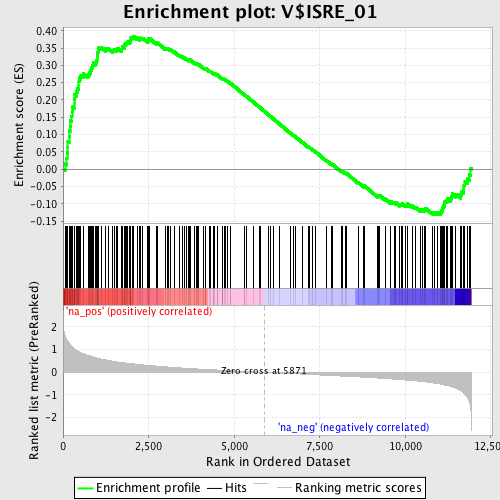 Enrichment plot: V$ISRE_01
Enrichment score (ES)
0.40
0.35
0.30
0.25
0.20
0.15
0.10
0.05
0.00
-0.05
-0.10
-0.15
'na_pos' (positively correlated)
Ranked list metric (PreRanked)
2
1
0
-1
-2
Zero cross at 5871
'na_neg' (negatively correlated)
0
2,500
5,000
7,500
10,000
12,500
Rank in Ordered Dataset
Enrichment profile
Hits
Ranking metric scores